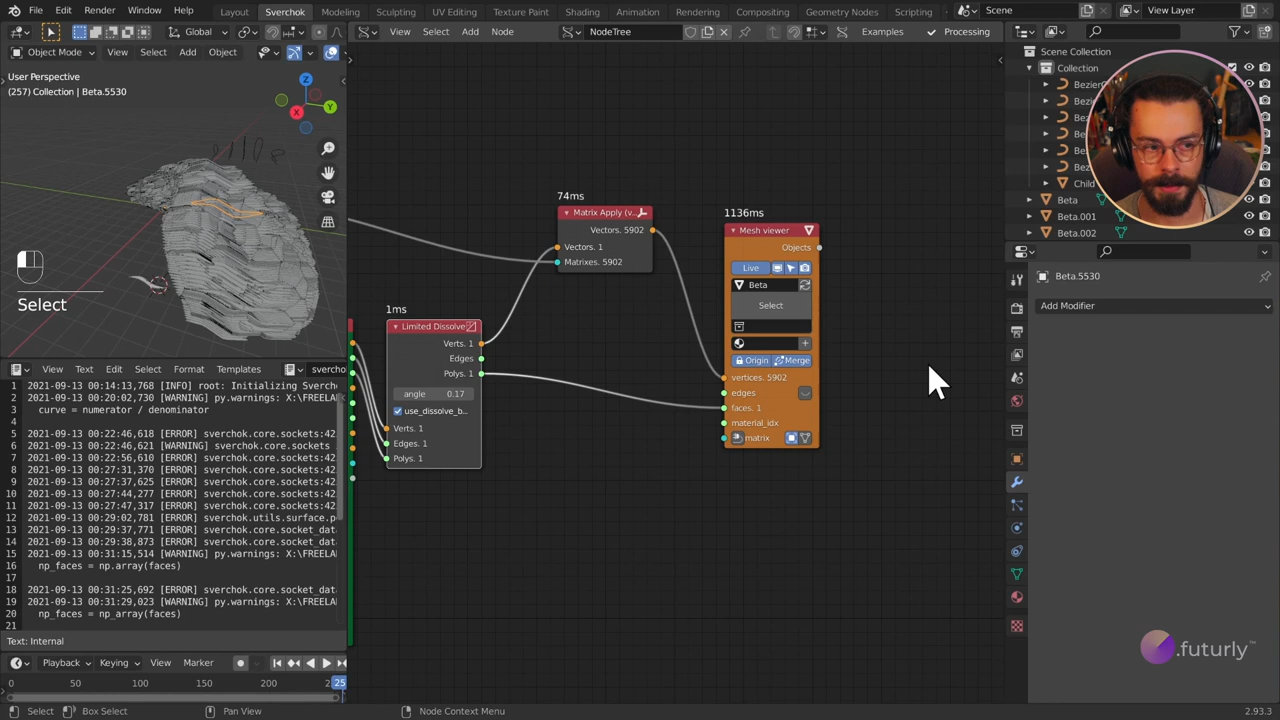 File Edit Render Window Help Layout Sverchok Modeling Sculpting UV Editing Texture Paint Shading Animation Rendering Compositing Geometry Nodes Scripting Scene View Layer
Global View Select Add Node NodeTree Examples Processing
Object Mode View Select Add Object
User Perspective
(257) Collection | Beta.5530
Z
Y
X
Select
Scene Collection
Collection
Bezier
Bez
Be
Be
Be
Bez
Child
Beta
Beta.001
Beta.002
Beta.5530
Add Modifier
74ms
Matrix Apply (v...
Vectors. 5902
Vectors. 1
Matrixes. 5902
1ms
Limited Dissolve
Verts. 1
Edges
Polys. 1
angle 0.17
use_dissolve_b...
Verts. 1
Edges. 1
Polys. 1
1136ms
Mesh viewer
Objects
Live
Beta
Select
Origin Merge
vertices. 5902
edges
faces. 1
material_idx
matrix
View Text Edit Select Format Templates svercho
1 2021-09-13 00:14:13,768 [INFO] root: Initializing Sverch
2 2021-09-13 00:20:02,730 [WARNING] py.warnings: X:\FREEL
3 curve = numerator / denominator
4
5 2021-09-13 00:22:46,618 [ERROR] sverchok.core.sockets:42
6 2021-09-13 00:22:46,621 [WARNING] sverchok.core.sockets:
7 2021-09-13 00:22:56,610 [ERROR] sverchok.core.sockets:42
8 2021-09-13 00:27:31,370 [ERROR] sverchok.core.sockets:42
9 2021-09-13 00:27:37,625 [ERROR] sverchok.core.sockets:42
10 2021-09-13 00:27:44,277 [ERROR] sverchok.core.sockets:42
11 2021-09-13 00:27:47,317 [ERROR] sverchok.core.sockets:42
12 2021-09-13 00:29:02,781 [ERROR] sverchok.utils.surface.p
13 2021-09-13 00:29:37,771 [ERROR] sverchok.core.socket_dat
14 2021-09-13 00:29:38,873 [ERROR] sverchok.core.socket_dat
15 2021-09-13 00:31:15,514 [WARNING] py.warnings: X:\FREELA
16 np_faces = np.array(faces)
17
18 2021-09-13 00:31:25,692 [ERROR] sverchok.core.socket_dat
19 2021-09-13 00:31:29,023 [WARNING] py.warnings: X:\FREELA
20 np_faces = np_array(faces)
21
Text: Internal
Playback Keying View Marker
0 50 100 150 200 25
Select Box Select Pan View Node Context Menu 2.93.3
.futurly™